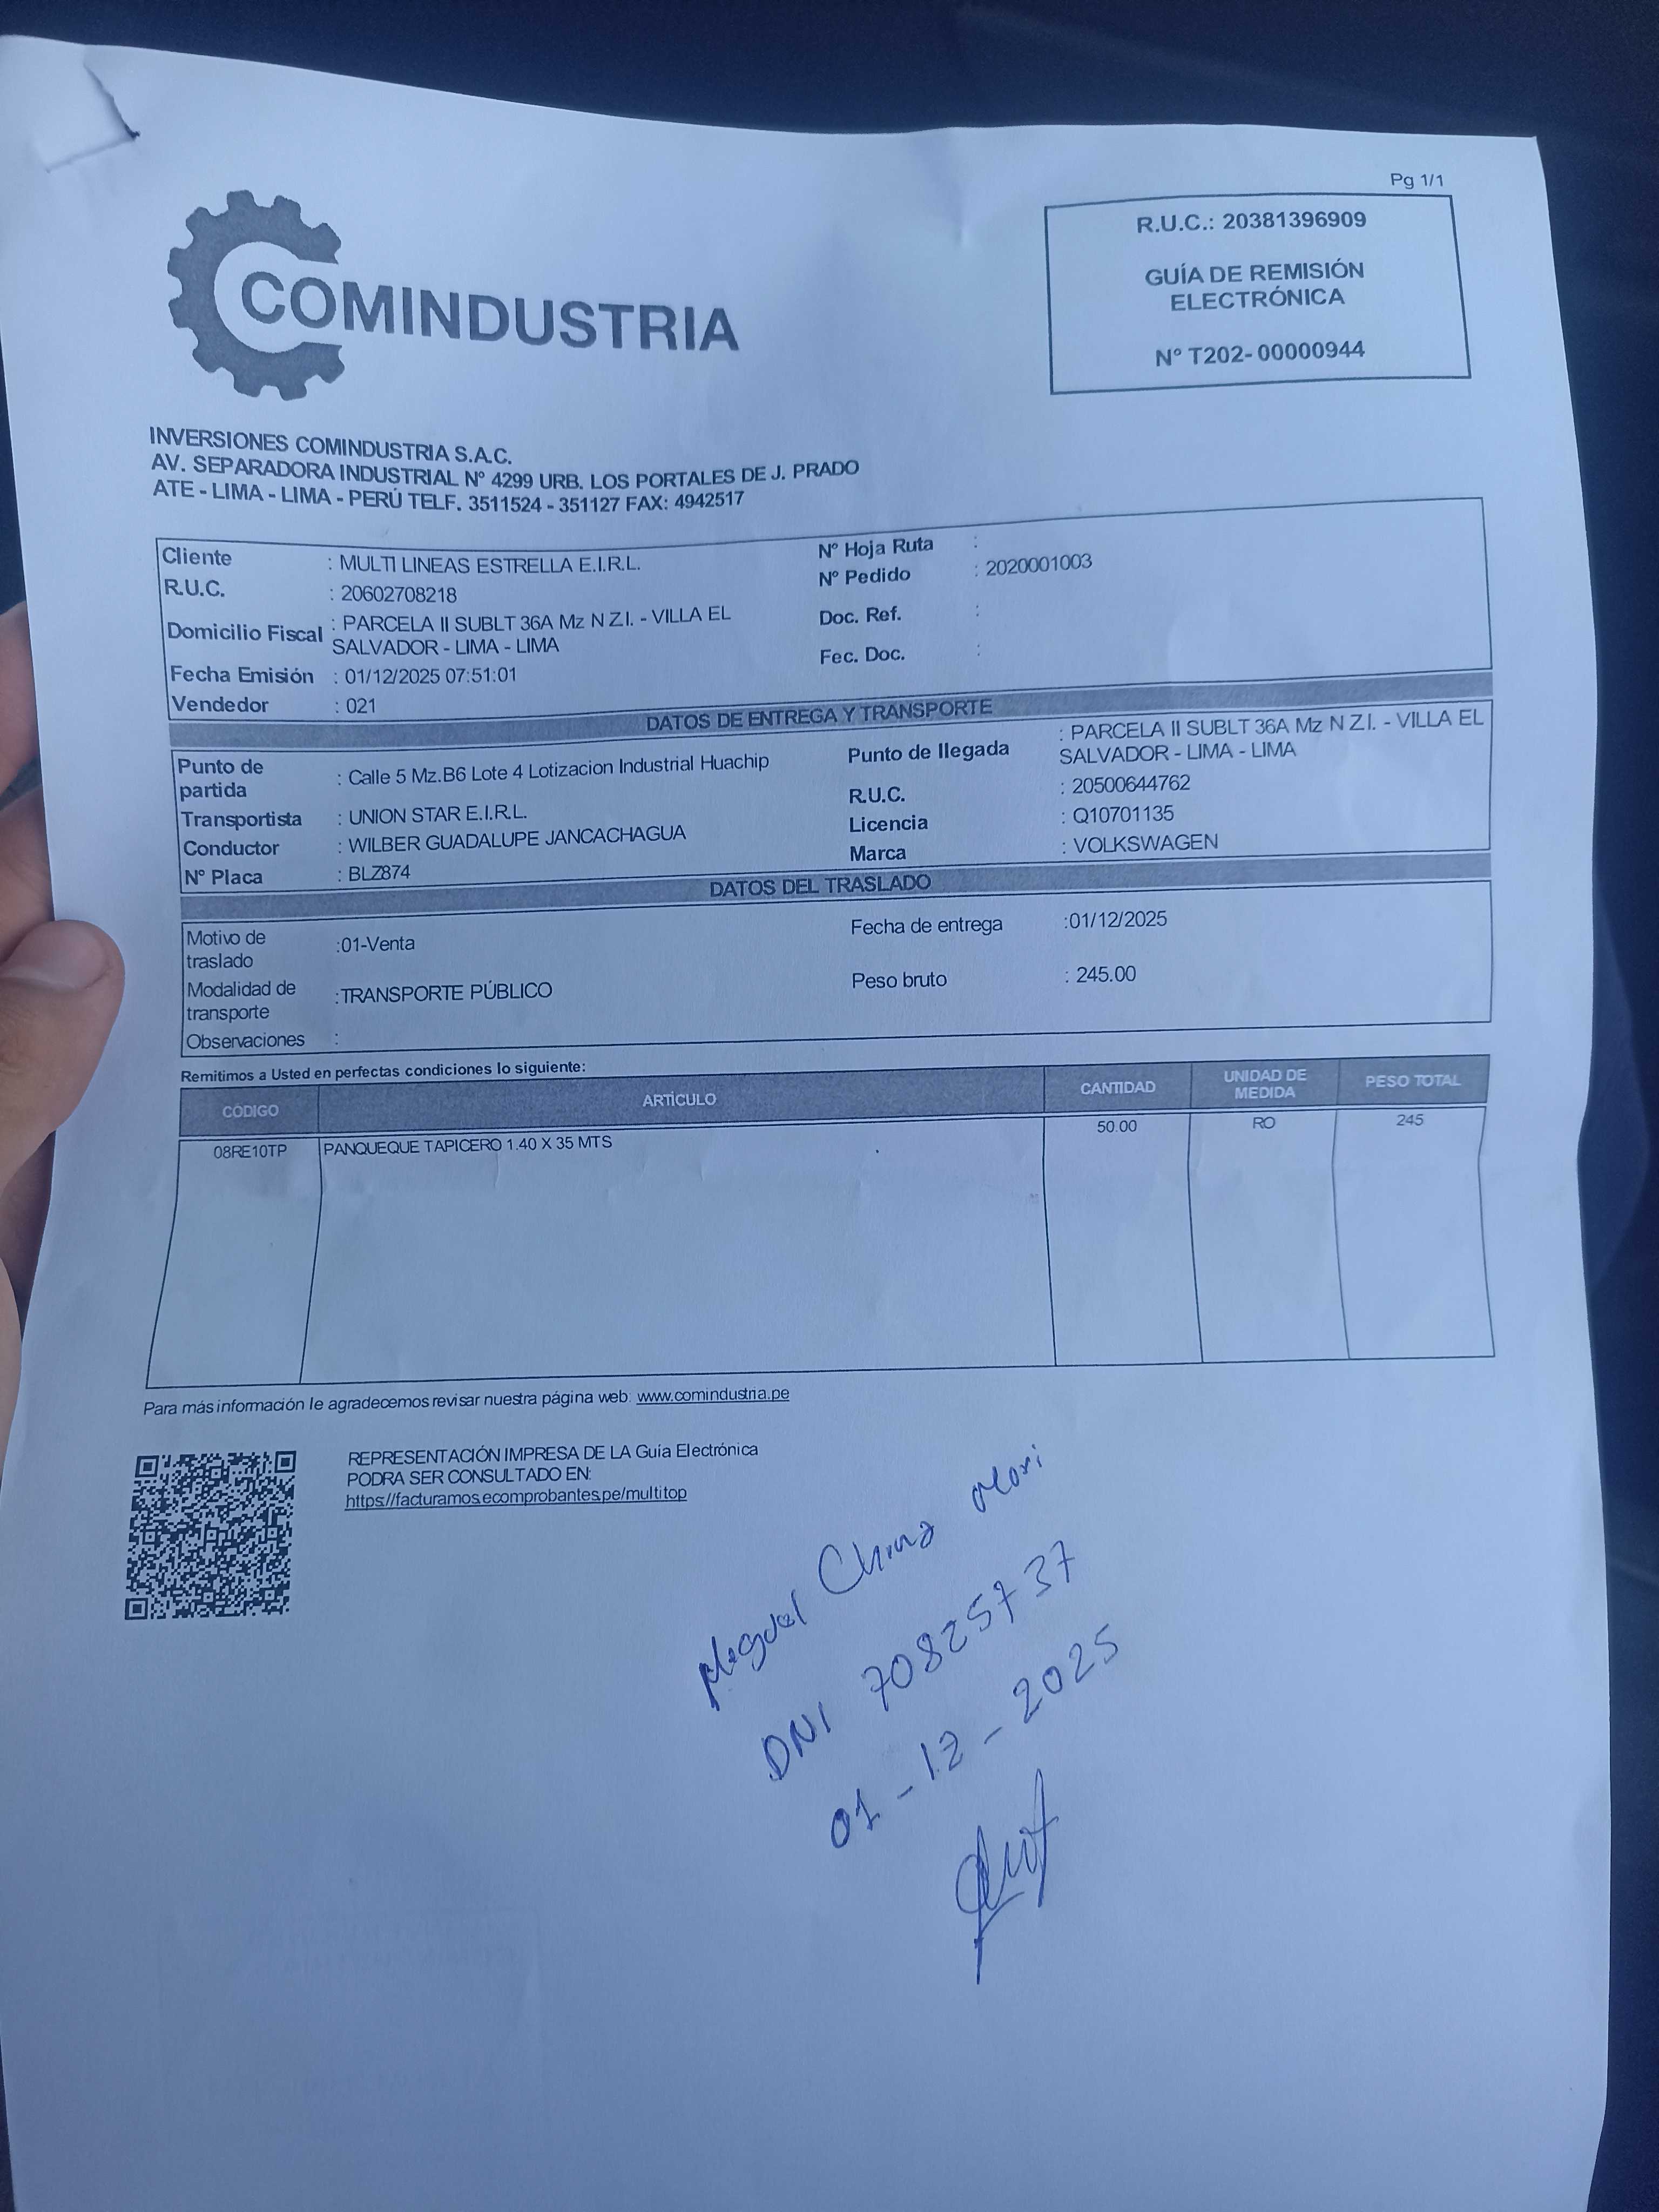 Pg 1/1
COMINDUSTRIA
R.U.C.: 20381396909
GUÍA DE REMISIÓN
ELECTRÓNICA
Nº T202- 00000944
INVERSIONES COMINDUSTRIA S.A.C.
AV. SEPARADORA INDUSTRIAL Nº 4299 URB. LOS PORTALES DE J. PRADO
ATE - LIMA - LIMA - PERÚ TELF. 3511524 - 351127 FAX: 4942517
Cliente : MULTI LINEAS ESTRELLA E.I.R.L.
R.U.C. : 20602708218
Domicilio Fiscal : PARCELA II SUBLT 36A Mz N Z.I. - VILLA EL
SALVADOR - LIMA - LIMA
Fecha Emisión : 01/12/2025 07:51:01
Vendedor : 021
Nº Hoja Ruta :
Nº Pedido : 2020001003
Doc. Ref. :
Fec. Doc. :
DATOS DE ENTREGA Y TRANSPORTE
Punto de
partida : Calle 5 Mz.B6 Lote 4 Lotizacion Industrial Huachip
Transportista : UNION STAR E.I.R.L.
Conductor : WILBER GUADALUPE JANCACHAGUA
Nº Placa : BLZ874
Punto de llegada : PARCELA II SUBLT 36A Mz N Z.I. - VILLA EL
SALVADOR - LIMA - LIMA
R.U.C. : 20500644762
Licencia : Q10701135
Marca : VOLKSWAGEN
DATOS DEL TRASLADO
Motivo de
traslado :01-Venta
Modalidad de
transporte :TRANSPORTE PÚBLICO
Observaciones :
Fecha de entrega :01/12/2025
Peso bruto : 245.00
Remitimos a Usted en perfectas condiciones lo siguiente:
CÓDIGO ARTÍCULO CANTIDAD UNIDAD DE MEDIDA PESO TOTAL
08RE10TP PANQUEQUE TAPICERO 1.40 X 35 MTS 50.00 RO 245
Para más información le agradecemos revisar nuestra página web: www.comindustria.pe
REPRESENTACIÓN IMPRESA DE LA Guia Electrónica
PODRA SER CONSULTADO EN:
https://facturamos.ecomprobantes.pe/multitop
DNI 70825737
01-12-2025